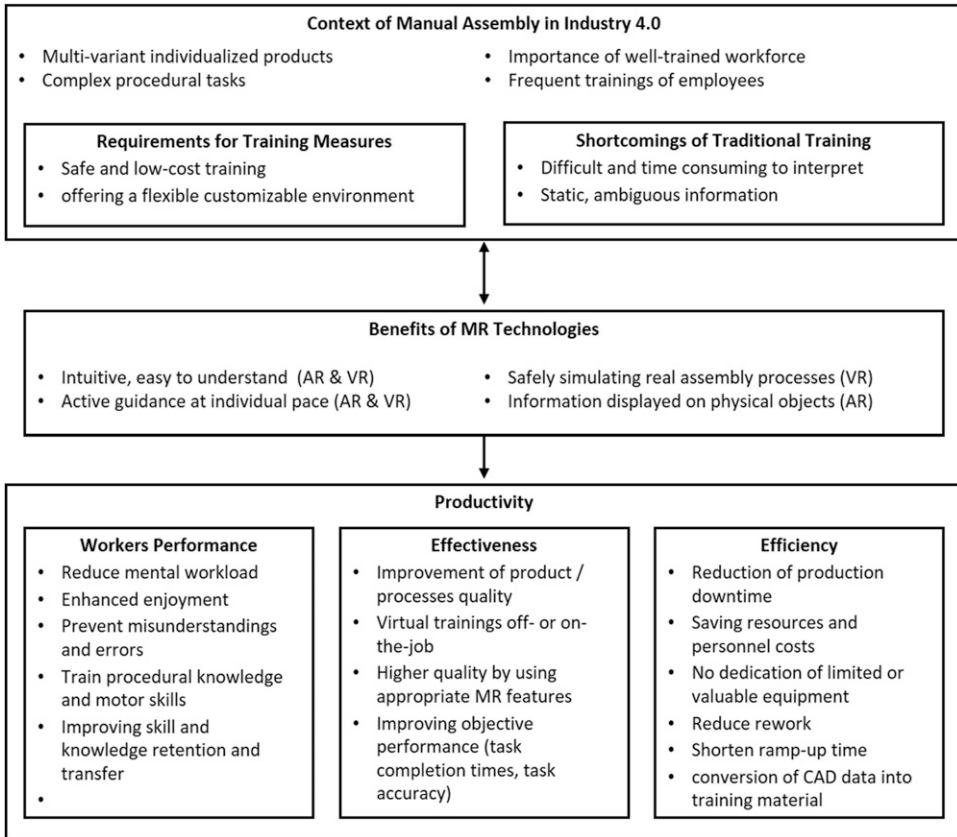 Context of Manual Assembly in Industry 4.0
• Multi-variant individualized products
• Complex procedural tasks
• Importance of well-trained workforce
• Frequent trainings of employees
Requirements for Training Measures
• Safe and low-cost training
• offering a flexible customizable environment
Shortcomings of Traditional Training
• Difficult and time consuming to interpret
• Static, ambiguous information
Benefits of MR Technologies
• Intuitive, easy to understand (AR & VR)
• Active guidance at individual pace (AR & VR)
• Safely simulating real assembly processes (VR)
• Information displayed on physical objects (AR)
Productivity
Workers Performance
• Reduce mental workload
• Enhanced enjoyment
• Prevent misunderstandings
and errors
• Train procedural knowledge
and motor skills
• Improving skill and
knowledge retention and
transfer
•
Effectiveness
• Improvement of product /
processes quality
• Virtual trainings off- or on-
the-job
• Higher quality by using
appropriate MR features
• Improving objective
performance (task
completion times, task
accuracy)
Efficiency
• Reduction of production
downtime
• Saving resources and
personnel costs
• No dedication of limited or
valuable equipment
• Reduce rework
• Shorten ramp-up time
• conversion of CAD data into
training material